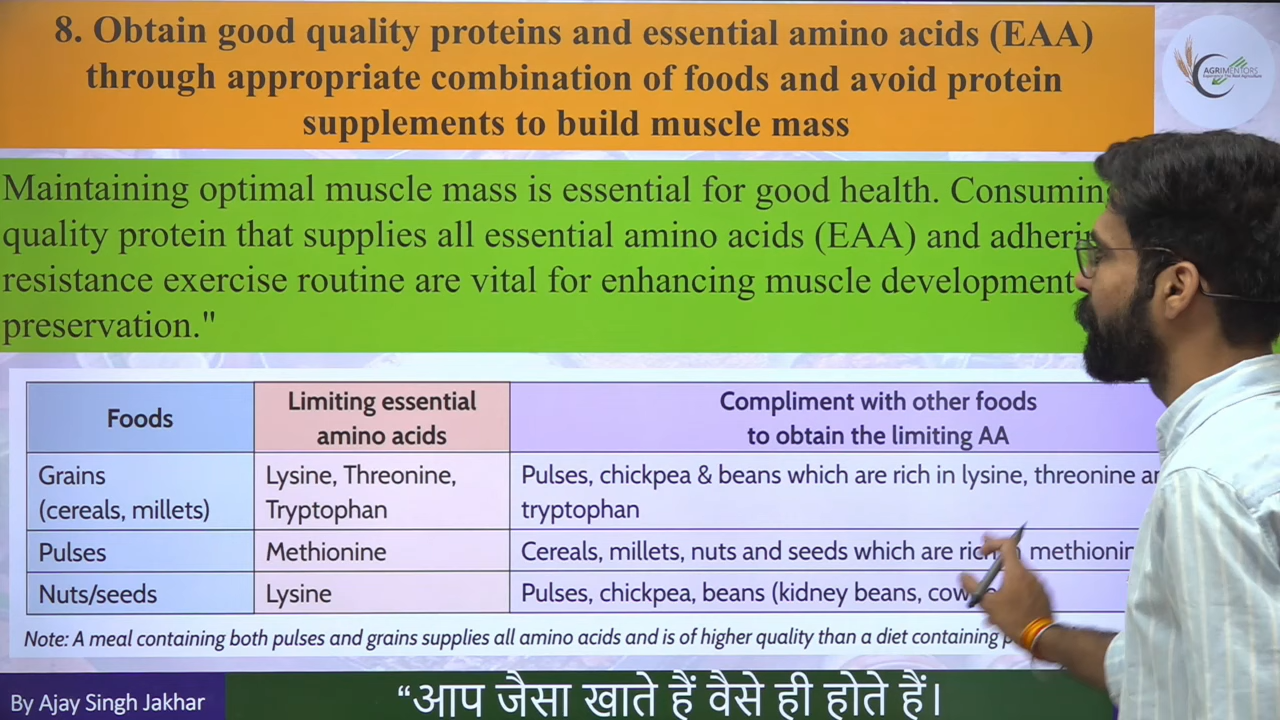 8. Obtain good quality proteins and essential amino acids (EAA)
through appropriate combination of foods and avoid protein
supplements to build muscle mass
AGRIMENTORS
Maintaining optimal muscle mass is essential for good health. Consumin
quality protein that supplies all essential amino acids (EAA) and adheri
resistance exercise routine are vital for enhancing muscle development
preservation."
Foods
Limiting essential
amino acids
Compliment with other foods
to obtain the limiting AA
Grains
(cereals, millets)
Lysine, Threonine,
Tryptophan
Pulses, chickpea & beans which are rich in lysine, threonine
tryptophan
Pulses
Methionine
Cereals, millets, nuts and seeds which are methionin
Nuts/seeds
Lysine
Pulses, chickpea, beans (kidney beans,
Note: A meal containing both pulses and grains supplies all amino acids and is of higher quality than a diet containing
By Ajay Singh Jakhar
“आप जैसा खाते हैं वैसे ही होते हैं।